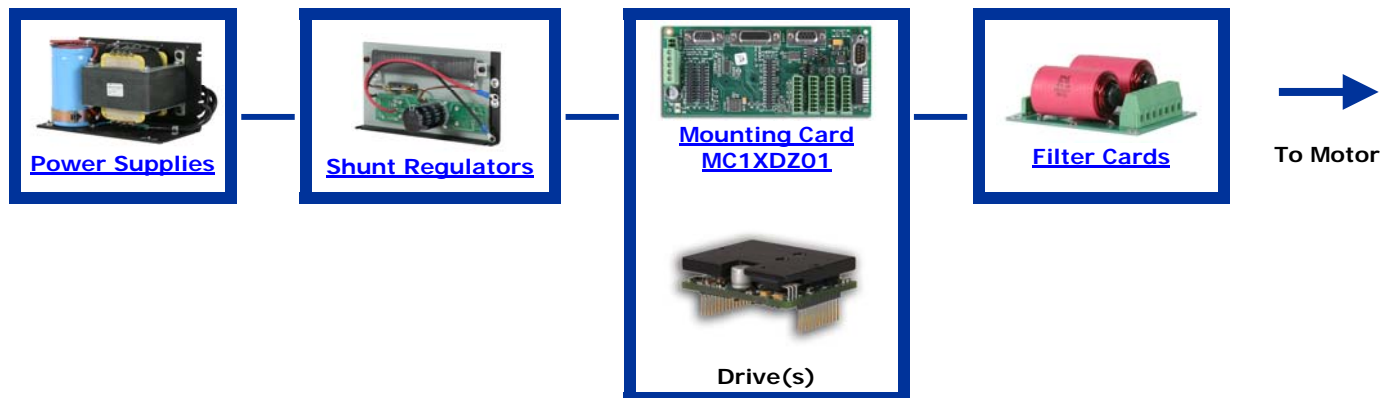 Power Supplies
Shunt Regulators
Mounting Card
MC1XDZ01
Drive(s)
Filter Cards
To Motor